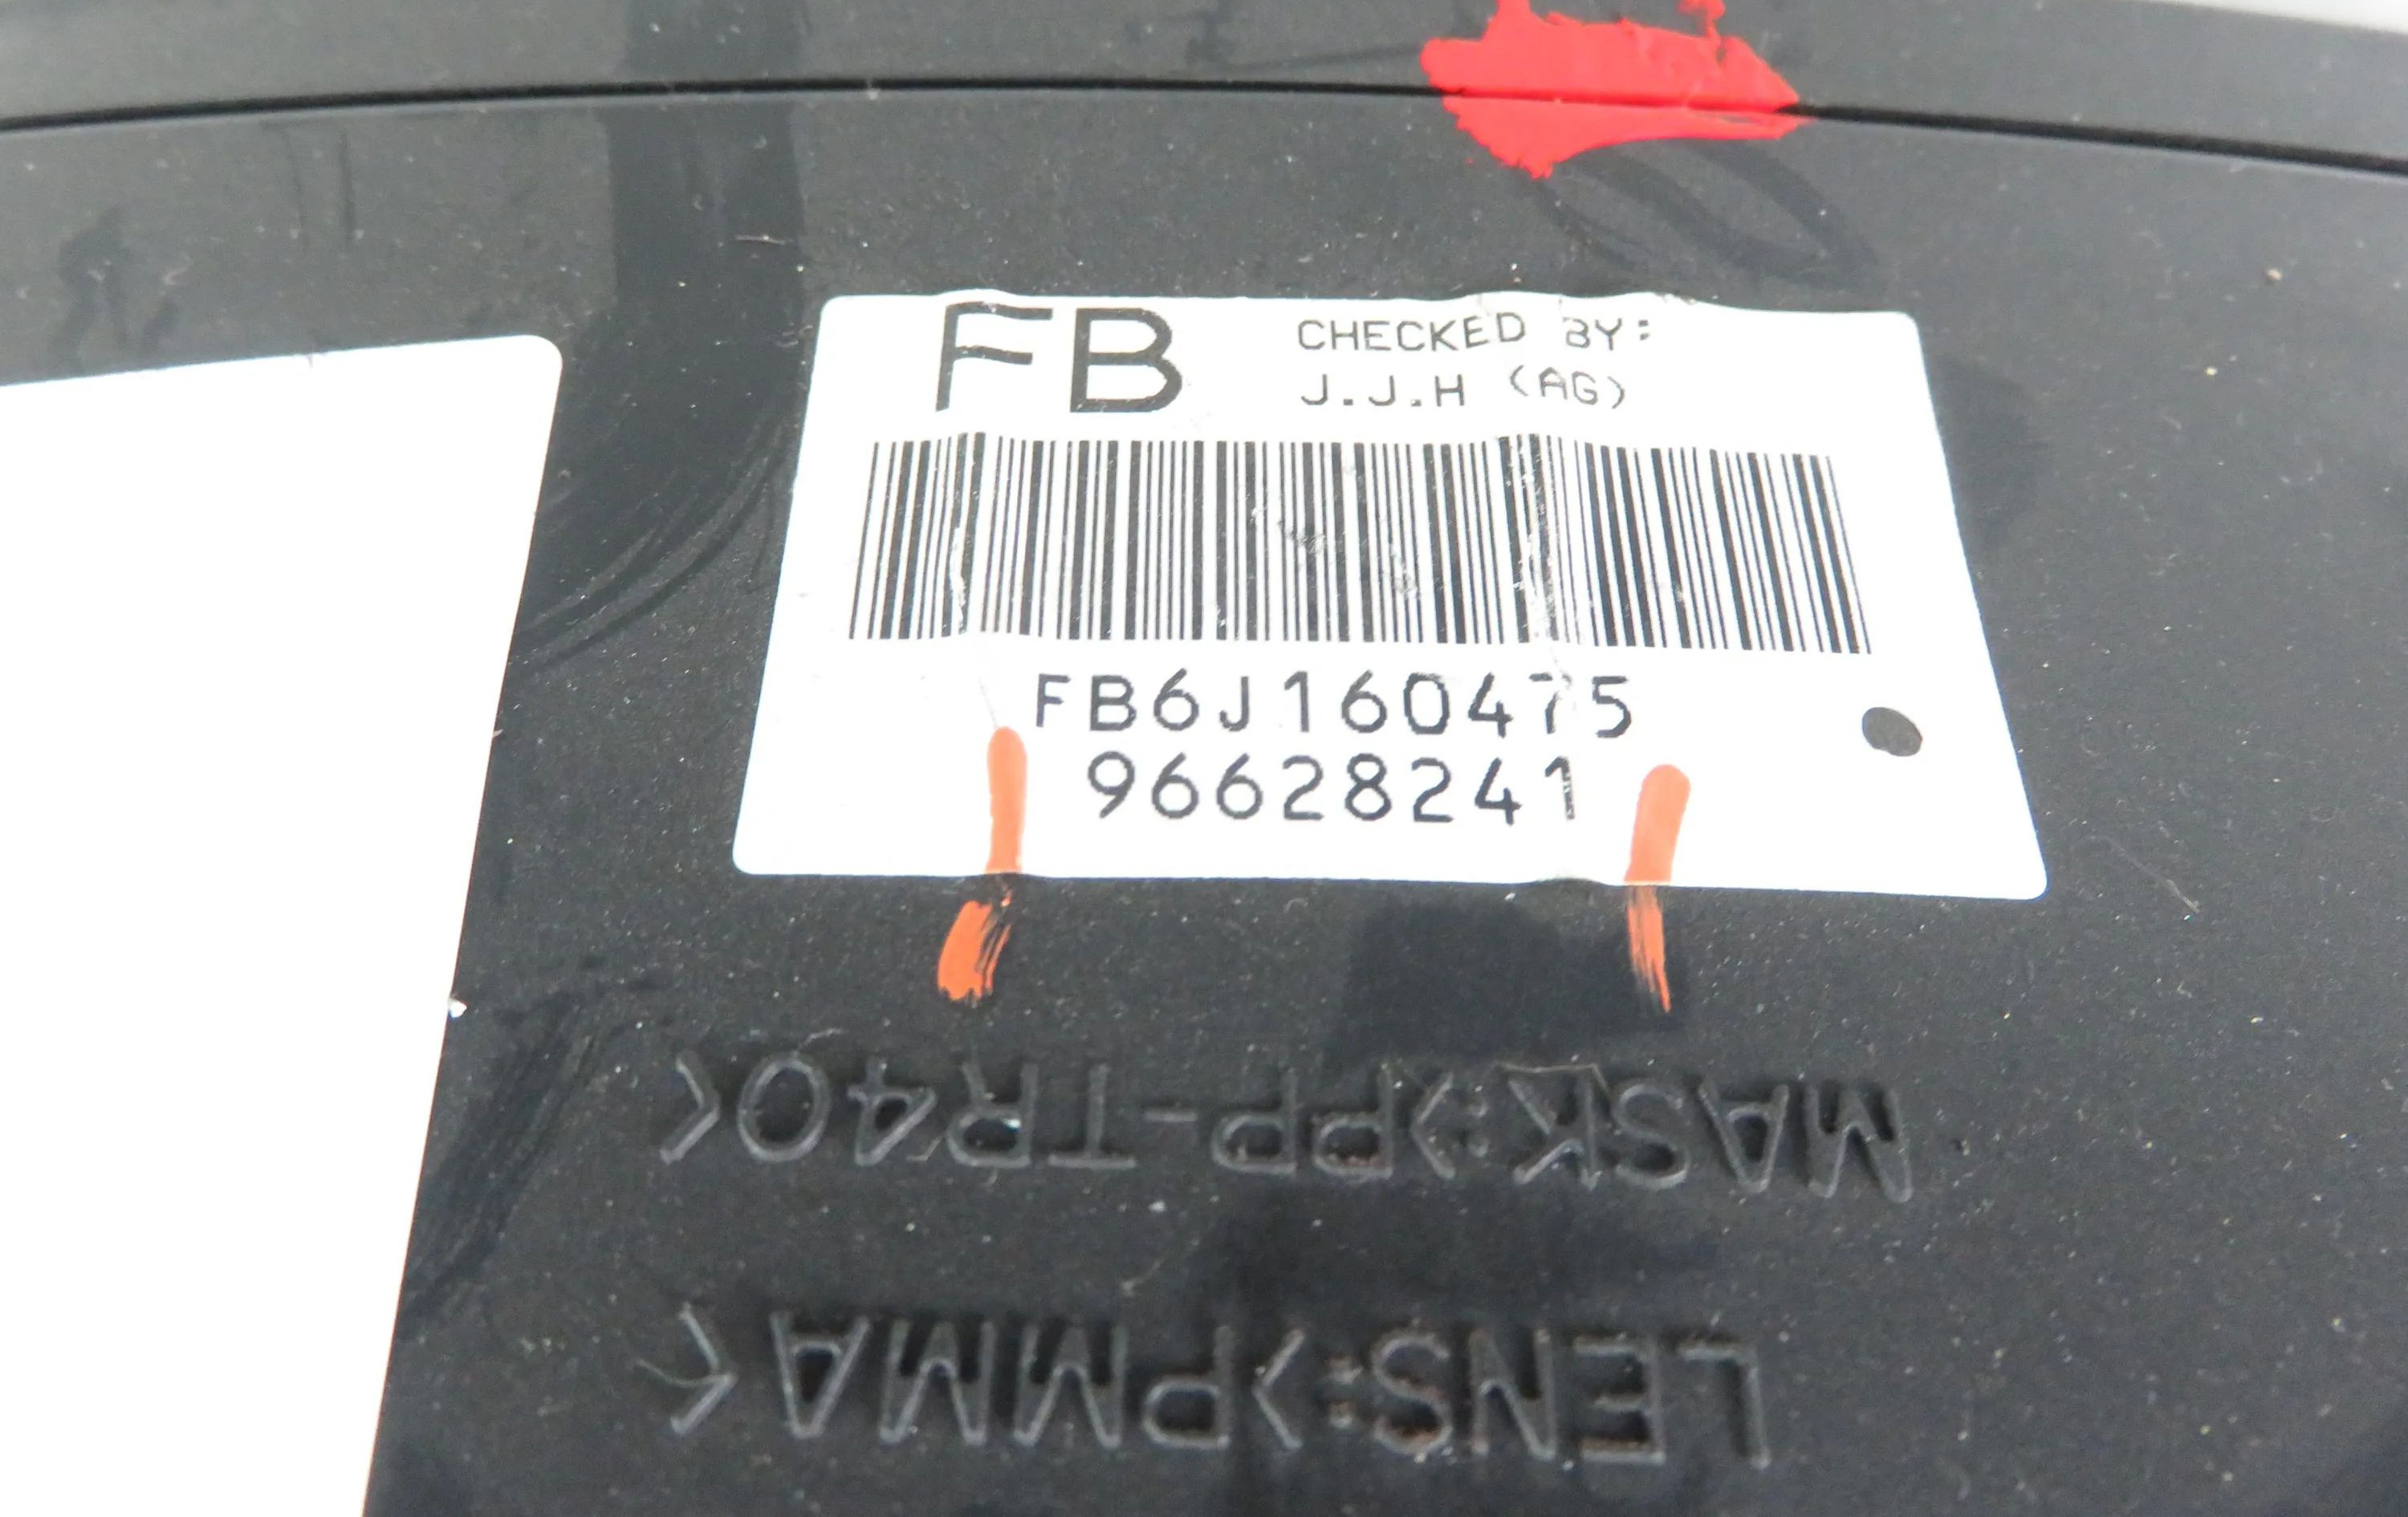 FB
CHECKED BY:
J.J.H (AG)
FB6J160475
96628241
MASK:>PP-TR40<
LENS:>PMMA<